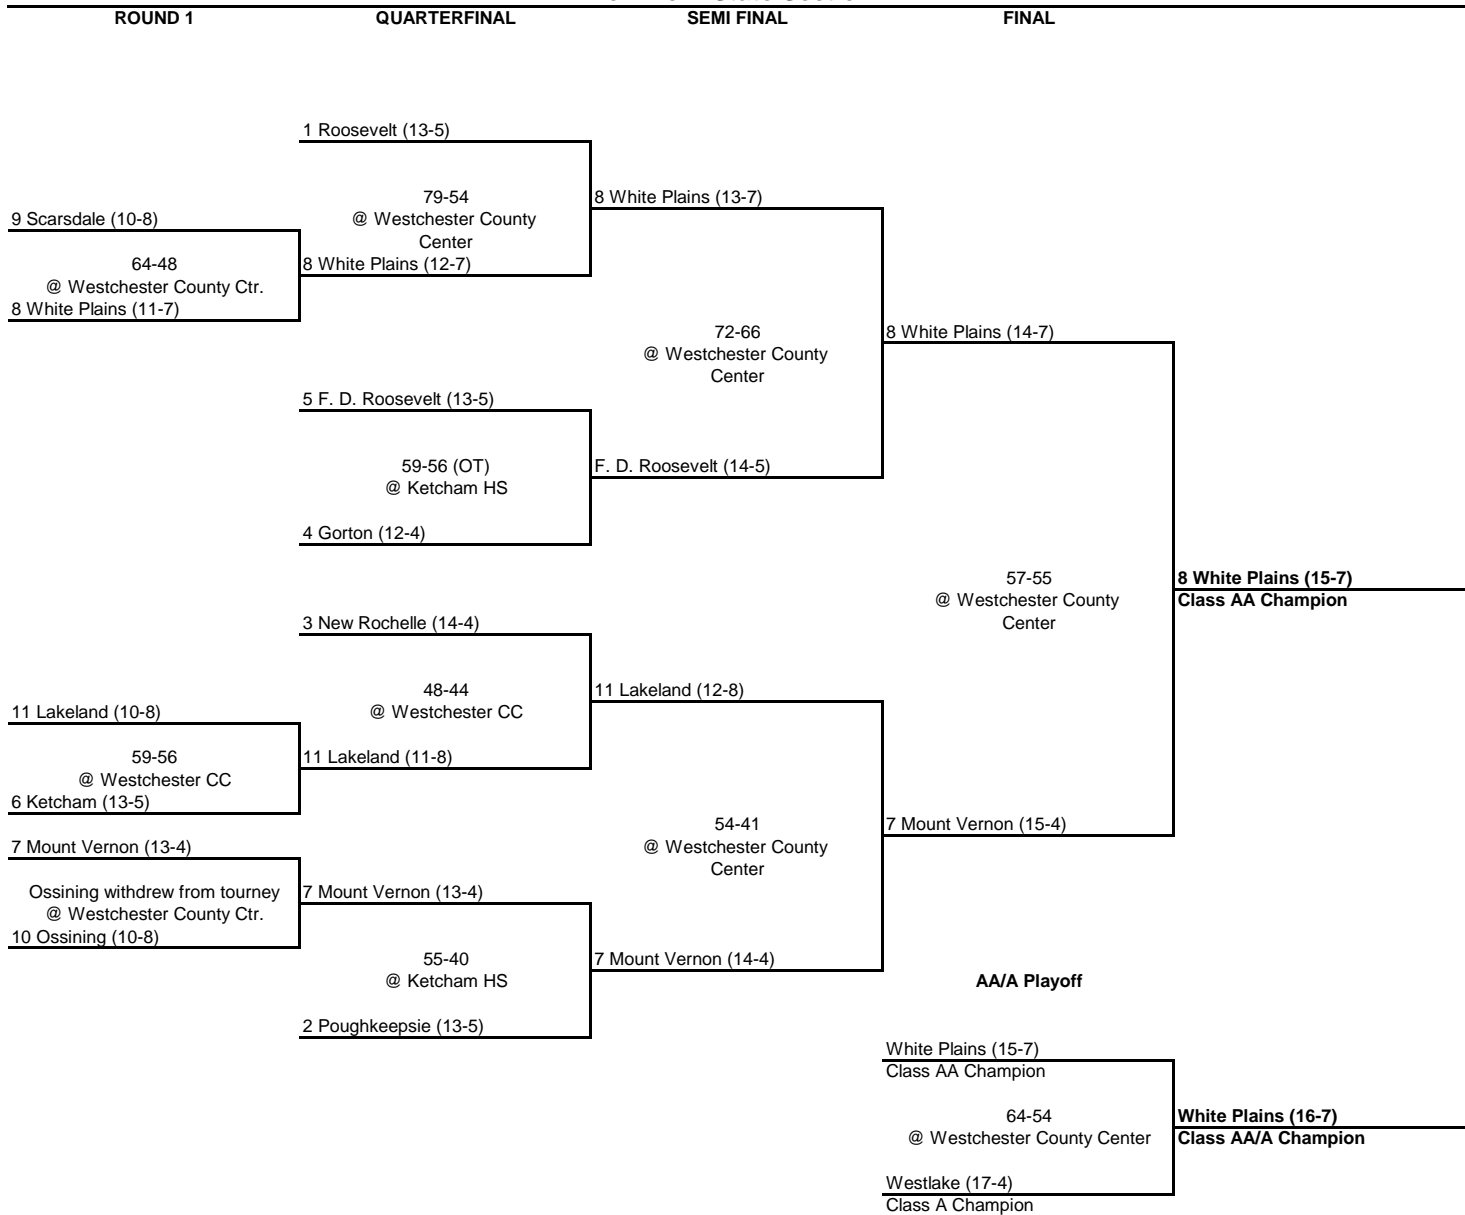 ROUND 1
QUARTERFINAL
SEMI FINAL
FINAL
1 Roosevelt (13-5)
79-54
@ Westchester County
Center
8 White Plains (13-7)
9 Scarsdale (10-8)
64-48
@ Westchester County Ctr.
8 White Plains (11-7)
8 White Plains (12-7)
72-66
@ Westchester County
Center
8 White Plains (14-7)
5 F. D. Roosevelt (13-5)
59-56 (OT)
@ Ketcham HS
F. D. Roosevelt (14-5)
4 Gorton (12-4)
57-55
@ Westchester County
Center
8 White Plains (15-7)
Class AA Champion
3 New Rochelle (14-4)
48-44
@ Westchester CC
11 Lakeland (12-8)
11 Lakeland (10-8)
59-56
@ Westchester CC
6 Ketcham (13-5)
11 Lakeland (11-8)
54-41
@ Westchester County
Center
7 Mount Vernon (15-4)
7 Mount Vernon (13-4)
Ossining withdrew from tourney
@ Westchester County Ctr.
10 Ossining (10-8)
7 Mount Vernon (13-4)
55-40
@ Ketcham HS
7 Mount Vernon (14-4)
2 Poughkeepsie (13-5)
AA/A Playoff
White Plains (15-7)
Class AA Champion
64-54
@ Westchester County Center
White Plains (16-7)
Class AA/A Champion
Westlake (17-4)
Class A Champion